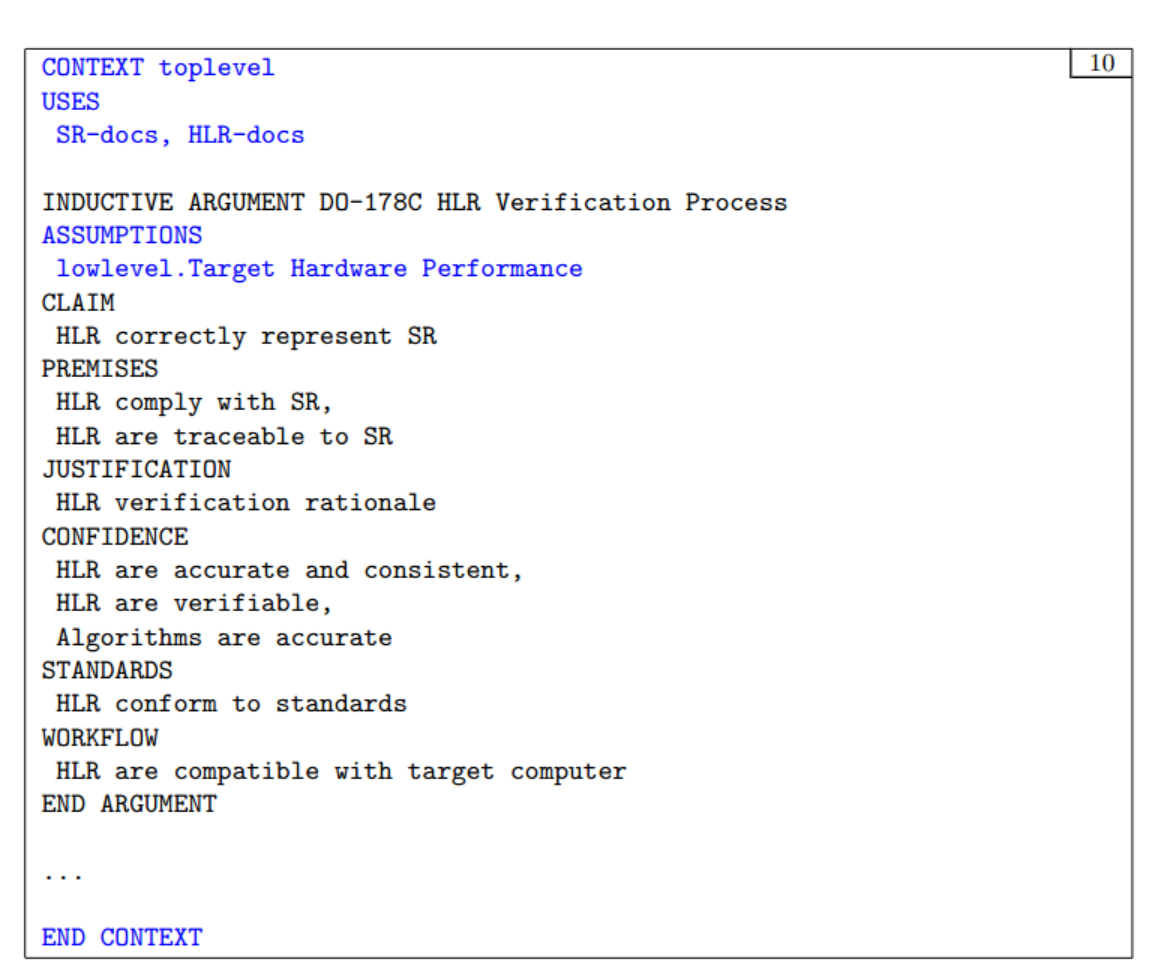 10
CONTEXT toplevel
USES
SR-docs, HLR-docs
INDUCTIVE ARGUMENT DO-178C HLR Verification Process
ASSUMPTIONS
lowlevel.Target Hardware Performance
CLAIM
HLR correctly represent SR
PREMISES
HLR comply with SR,
HLR are traceable to SR
JUSTIFICATION
HLR verification rationale
CONFIDENCE
HLR are accurate and consistent,
HLR are verifiable,
Algorithms are accurate
STANDARDS
HLR conform to standards
WORKFLOW
HLR are compatible with target computer
END ARGUMENT
...
END CONTEXT